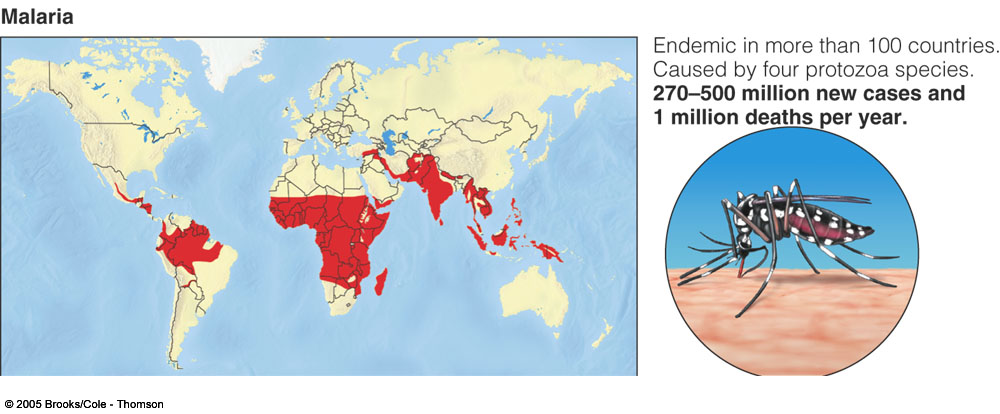 Malaria
Endemic in more than 100 countries.
Caused by four protozoa species.
270–500 million new cases and
1 million deaths per year.
© 2005 Brooks/Cole - Thomson